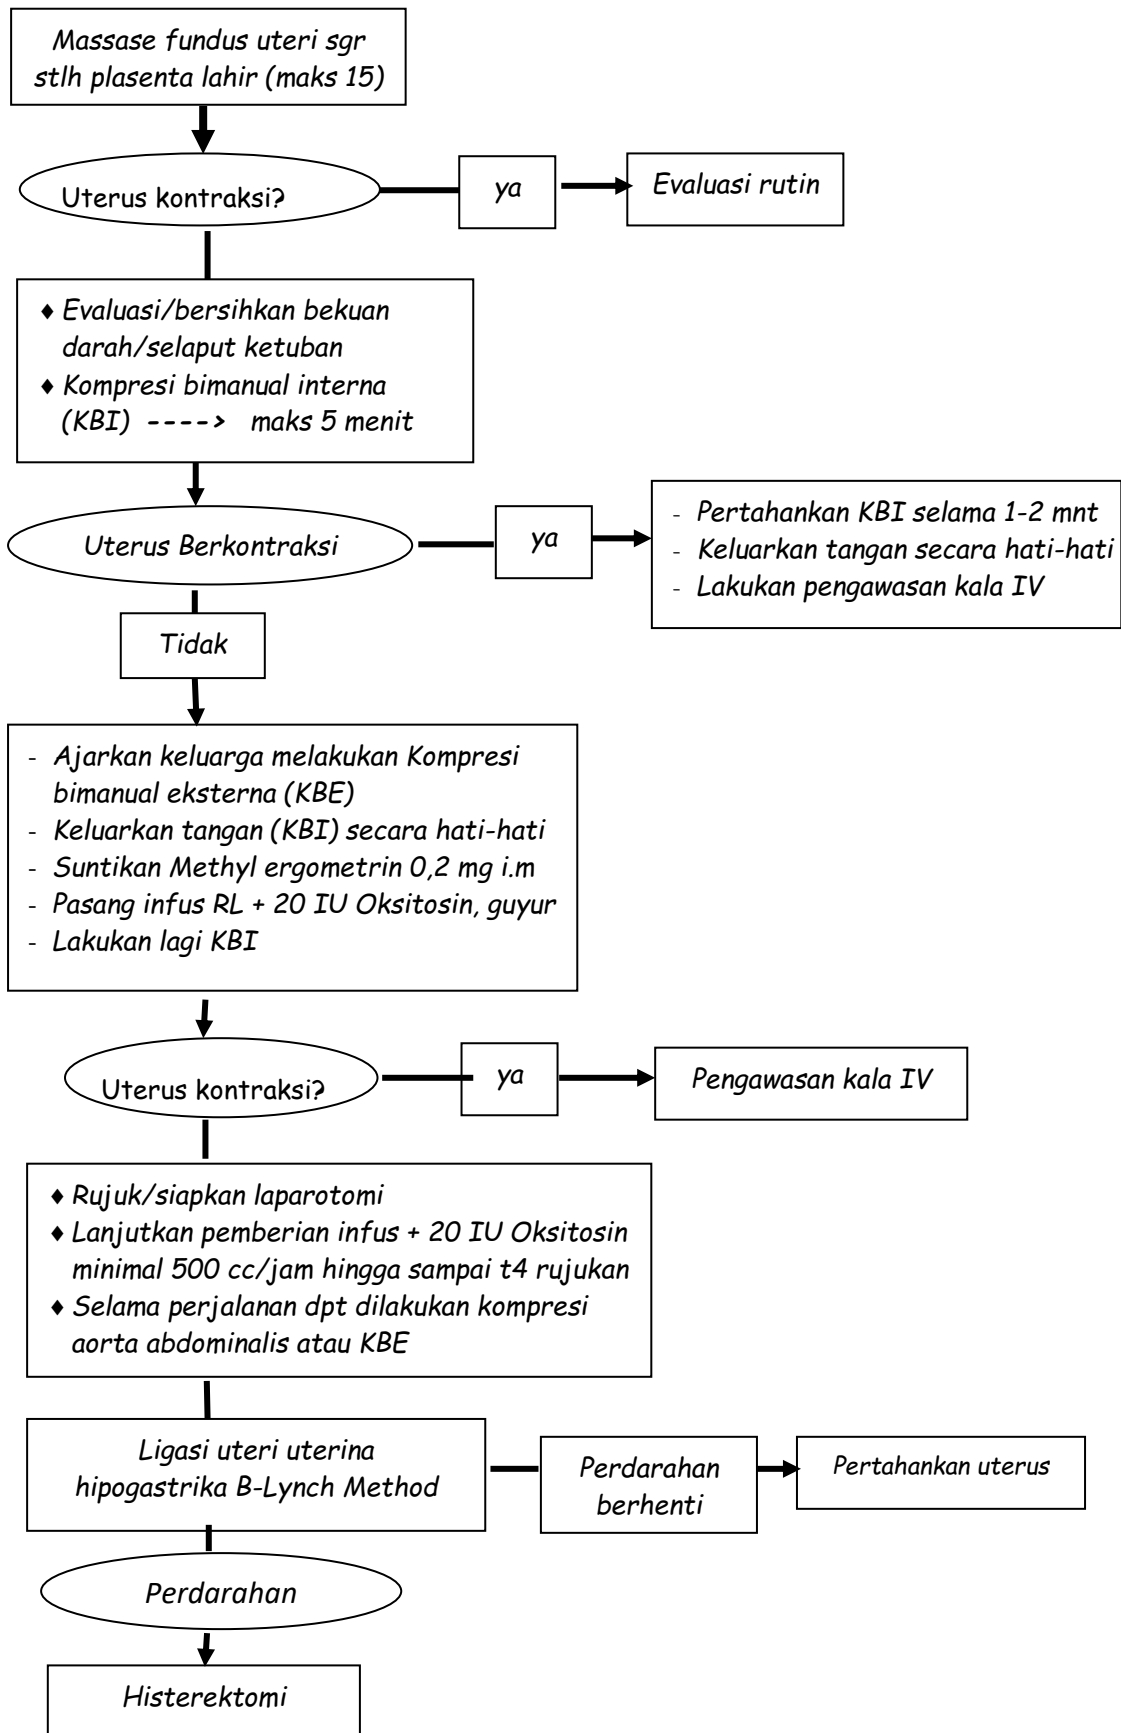 Massase fundus uteri sgr
stlh plasenta lahir (maks 15)
Uterus kontraksi?
ya
Evaluasi rutin
♦ Evaluasi/bersihkan bekuan
darah/selaput ketuban
♦ Kompresi bimanual interna
(KBI) ----> maks 5 menit
Uterus Berkontraksi
ya
- Pertahankan KBI selama 1-2 mnt
- Keluarkan tangan secara hati-hati
- Lakukan pengawasan kala IV
Tidak
- Ajarkan keluarga melakukan Kompresi
bimanual eksterna (KBE)
- Keluarkan tangan (KBI) secara hati-hati
- Suntikan Methyl ergometrin 0,2 mg i.m
- Pasang infus RL + 20 IU Oksitosin, guyur
- Lakukan lagi KBI
Uterus kontraksi?
ya
Pengawasan kala IV
♦ Rujuk/siapkan laparotomi
♦ Lanjutkan pemberian infus + 20 IU Oksitosin
minimal 500 cc/jam hingga sampai t4 rujukan
♦ Selama perjalanan dpt dilakukan kompresi
aorta abdominalis atau KBE
Ligasi uteri uterina
hipogastrika B-Lynch Method
Perdarahan
berhenti
Pertahankan uterus
Perdarahan
Histerektomi